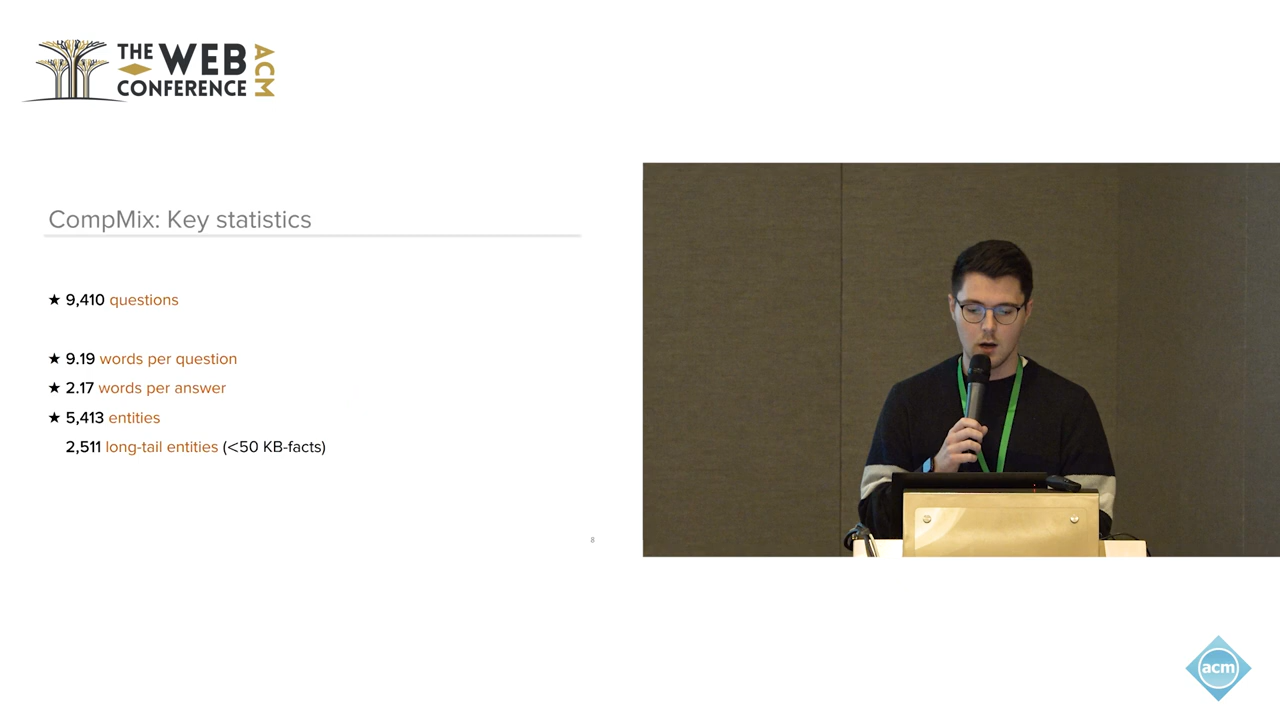 THE WEB
CONFERENCE
ACM
CompMix: Key statistics
★ 9,410 questions
★ 9.19 words per question
★ 2.17 words per answer
★ 5,413 entities
2,511 long-tail entities (<50 KB-facts)
8
acm